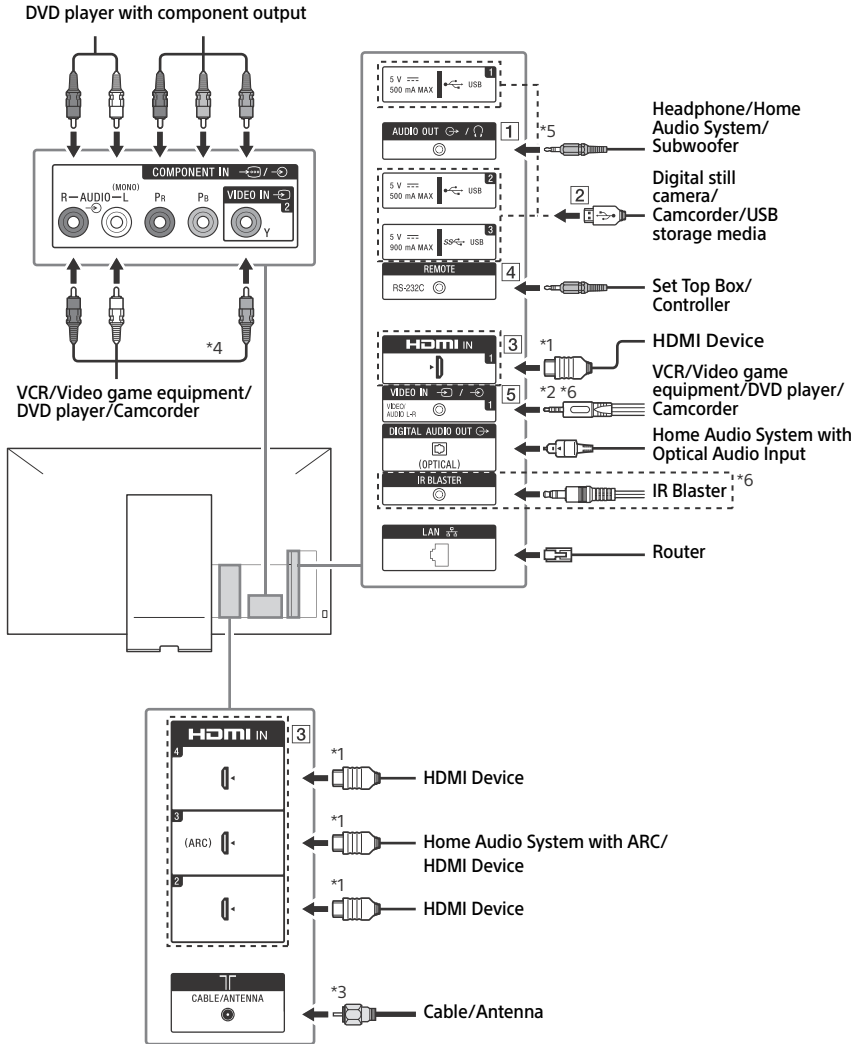 DVD player with component output
COMPONENT IN
R–AUDIO–L
(MONO)
PR
PB
VIDEO IN
2
Y
*4
VCR/Video game equipment/
DVD player/Camcorder
5 V
500 mA MAX
USB
1
AUDIO OUT
/
1
*5
Headphone/Home
Audio System/
Subwoofer
5 V
500 mA MAX
USB
2
2
Digital still
camera/
Camcorder/USB
storage media
5 V
900 mA MAX
SS
USB
3
REMOTE
RS-232C
4
Set Top Box/
Controller
HDMI IN
1
3
*1
HDMI Device
VIDEO IN
/
VIDEO/
AUDIO L-R
1
5
*2 *6
VCR/Video game
equipment/DVD player/
Camcorder
DIGITAL AUDIO OUT
(OPTICAL)
Home Audio System with
Optical Audio Input
IR BLASTER
IR Blaster
*6
LAN
Router
HDMI IN
3
4
*1
HDMI Device
3
(ARC)
*1
Home Audio System with ARC/
HDMI Device
2
*1
HDMI Device
CABLE/ANTENNA
*3
Cable/Antenna